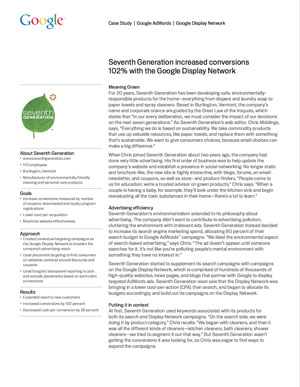 Google
Case Study | Google AdWords | Google Display Network
Seventh Generation increased conversions
102% with the Google Display Network
seventh
GENERATION
About Seventh Generation
• www.seventhgeneration.com
• Burlington, Vermont
• Manufacturer of environmentally friendly
cleaning and personal care products
Goals
• Increase conversions measured by number
of coupons downloaded and loyalty program
registrations
• Lower cost per acquisition
• Maximize website effectiveness
Approach
• Created contextual targeting campaigns on
the Google Display Network to broaden the
company's advertising reach
• Used placement targeting to find consumers
on websites centered around discounts and
coupons
• Used Google's transparent reporting to pick
and exclude placements based on each site's
conversions
Results
• Expanded reach to new customers
• Increased conversions by 102 percent
• Decreased cost per conversion by
Meaning Green
For 20 years, Seventh Generation has been developing safe, environmentally-
responsible products for the home—everything from diapers and laundry soap to
paper towels and spray cleaners. Based in Burlington, Vermont, the company's
name and corporate stance are guided by the Great Law of the Iroquois, which
states that "in our every deliberation, we must consider the impact of our decisions
on the next seven generations." As Seventh Generation's web editor, Chris Moldings,
says, "Everything we do is based on sustainability. We take commodity products
that use up valuable resources, like paper towels, and replace them with something
that's sustainable. We want to give consumers choices, because small choices can
make a big difference."
When Chris joined Seventh Generation about two years ago, the company had
done very little advertising. His first order of business was to help update the
company's website and establish a presence in social networking. No longer static
and brochure-like, the new site is highly interactive, with blogs, forums, an email
newsletter, and coupons, as well as store- and product-finders. "People come to
us for education; we're a trusted advisor on green products," Chris says. "When a
couple is having a baby, for example, they'll look under the kitchen sink and begin
reevaluating all the toxic substances in their home—there's a lot to learn."
Advertising efficiency
Seventh Generation's environmentalism extended to its philosophy about
advertising. The company didn't want to contribute to advertising pollution,
cluttering the environment with irrelevant ads. Seventh Generation instead decided
to increase its search engine marketing spend, allocating 60 percent of their
search budget to Google AdWords™ campaigns. "We liked the environmental aspect
of search-based advertising," says Chris. "The ad doesn't appear until someone
searches for it. It's not like you're polluting people's mental environment with
something they have no interest in."
Seventh Generation started to supplement its search campaigns with campaigns
on the Google Display Network, which is comprised of hundreds of thousands of
high-quality websites, news pages, and blogs that partner with Google to display
targeted AdWords ads. Seventh Generation soon saw that the Display Network was
bringing in a lower cost-per-action (CPA) than search, and began to allocate its
budgets accordingly, and build out its campaigns on the Display Network.
Putting it in context
At first, Seventh Generation used keywords associated with its products for
both its search and Display Network campaigns. "On the search side, we were
doing it by product category," Chris recalls. "We began with cleaners, and then it
was all the different kinds of cleaners—kitchen cleaners, bath cleaners, shower
cleaners—we tried to segment it out that way." But Seventh Generation wasn't
getting the conversions it was looking for, so Chris was eager to find ways to
expand the campaigns.